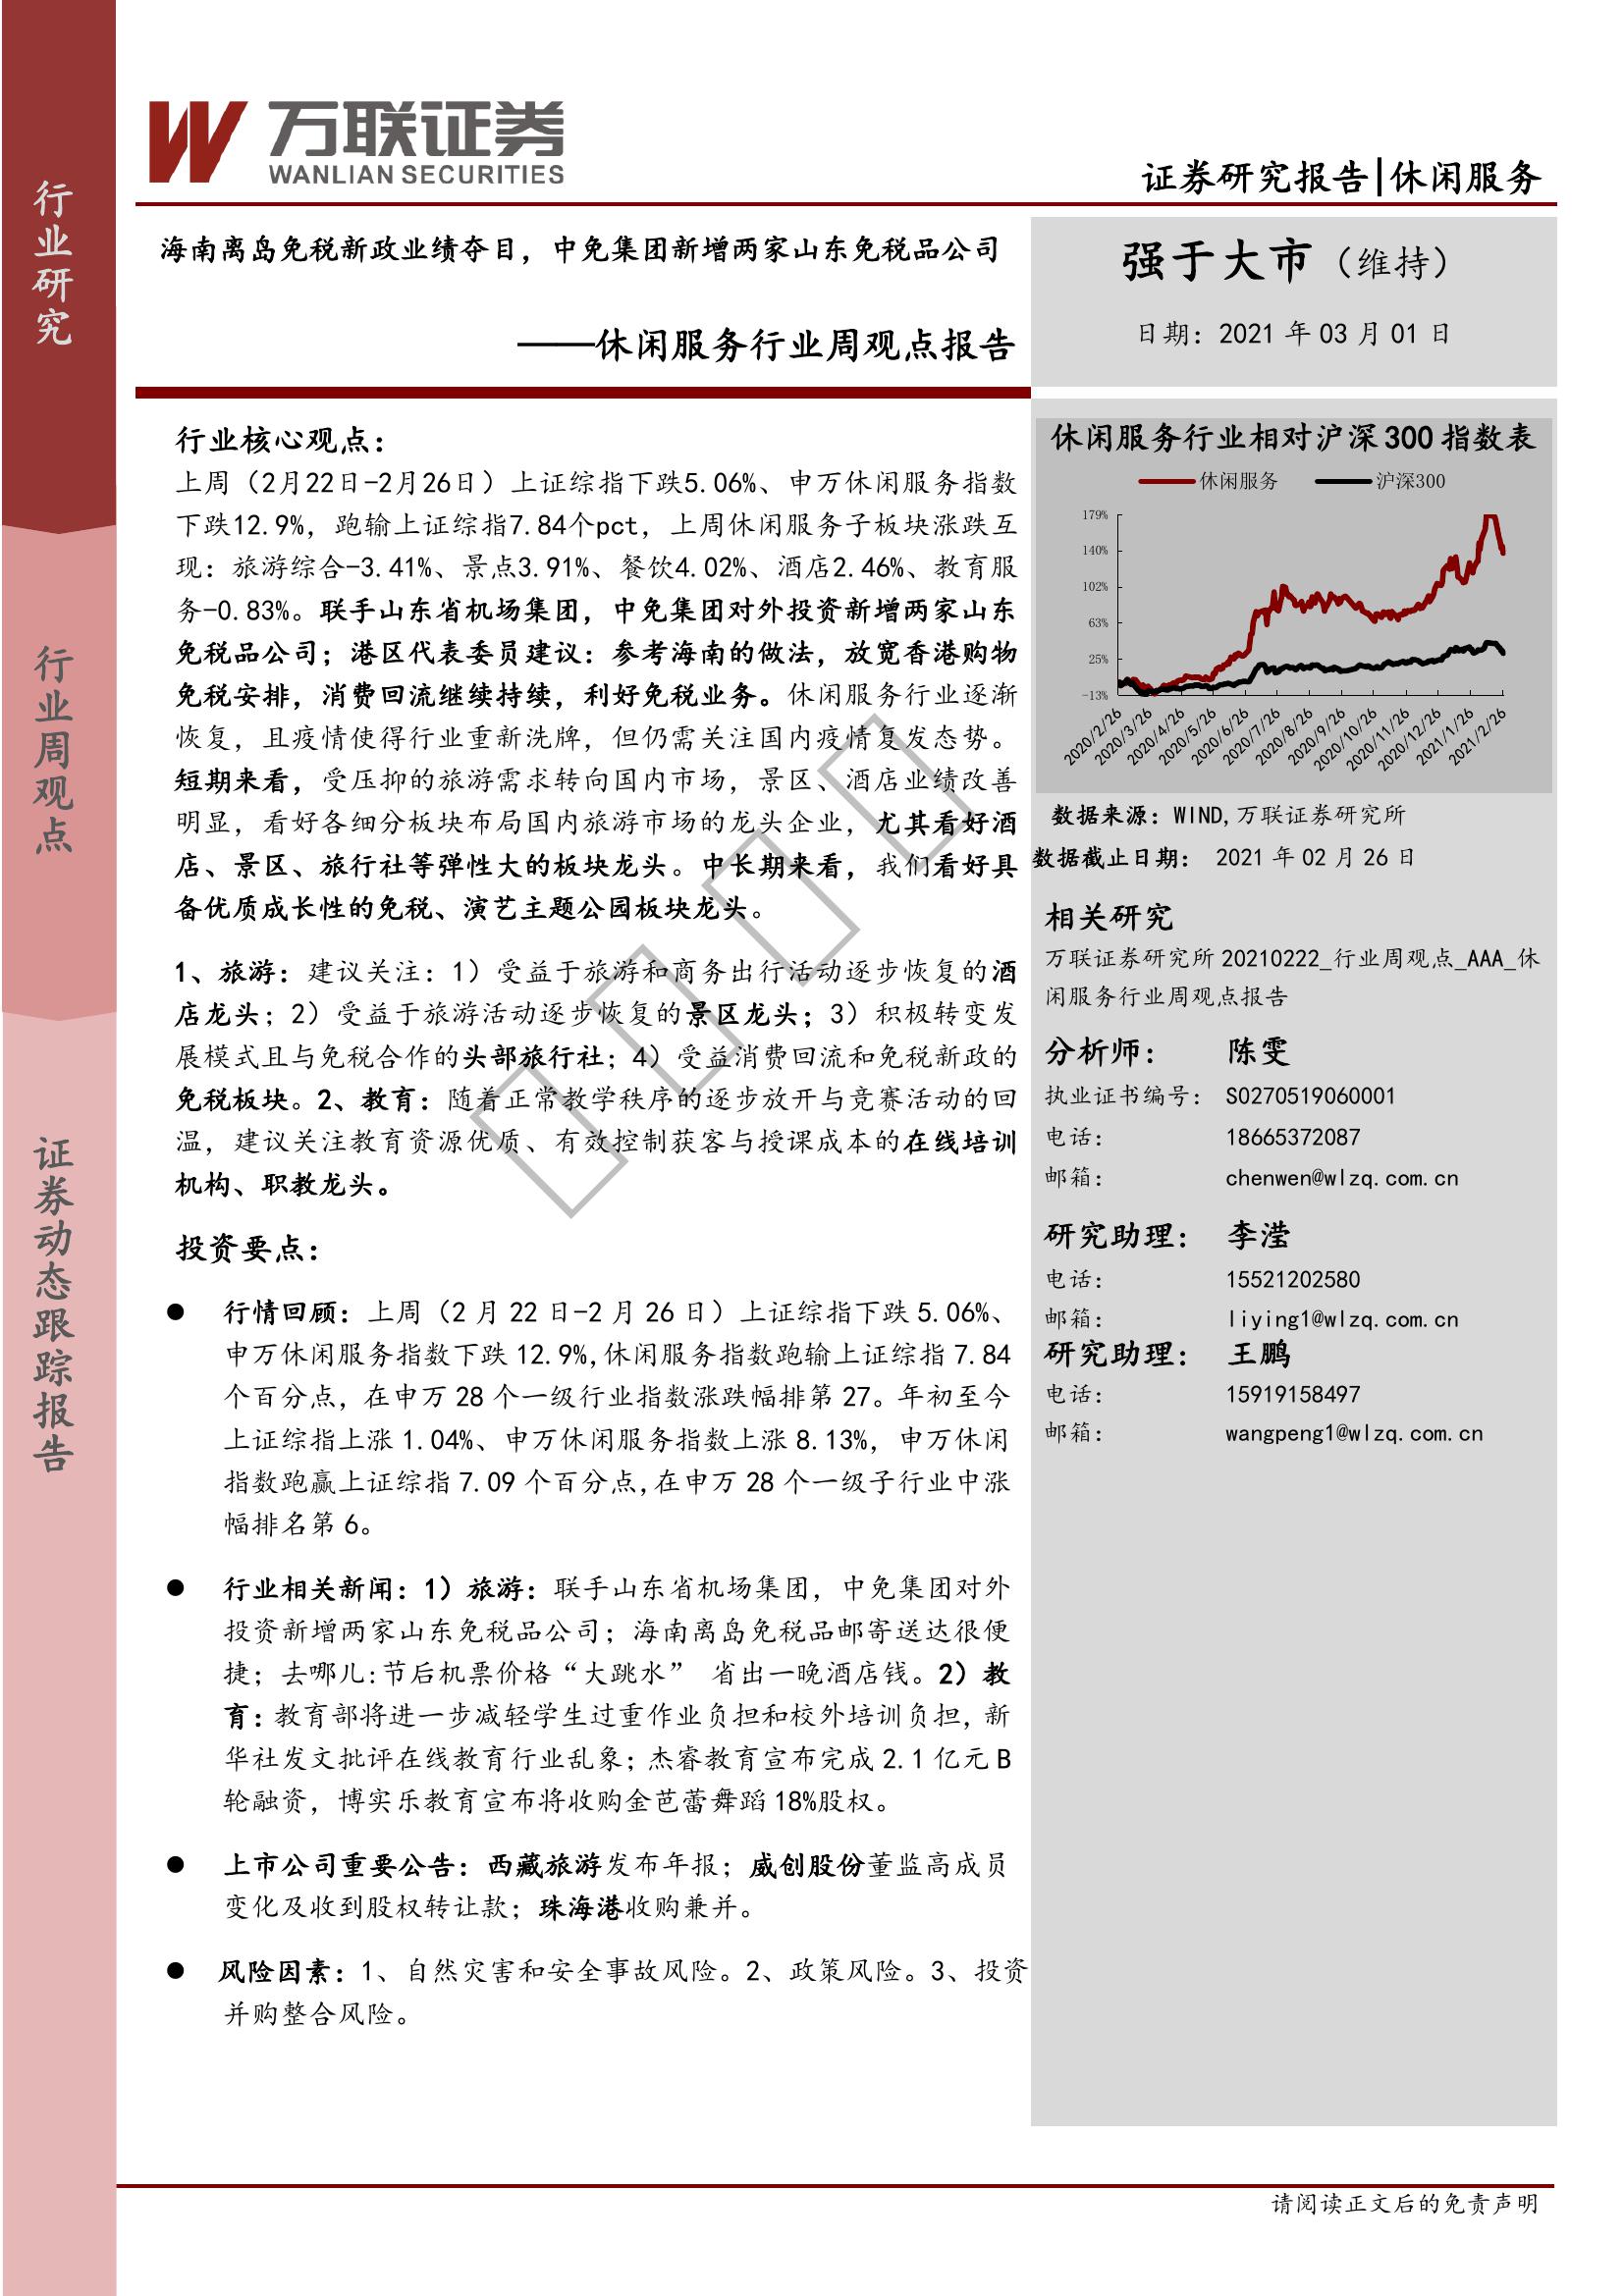 行业研究
行业周观点
证券动态跟踪报告
万联证券
WANLIAN SECURITIES
证券研究报告|休闲服务
海南离岛免税新政业绩夺目，中免集团新增两家山东免税品公司
——休闲服务行业周观点报告
强于大市（维持）
日期：2021 年 03 月 01 日
行业核心观点：
上周（2月22日-2月26日）上证综指下跌5.06%、申万休闲服务指数
下跌12.9%，跑输上证综指7.84个pct，上周休闲服务子板块涨跌互
现：旅游综合-3.41%、景点3.91%、餐饮4.02%、酒店2.46%、教育服
务-0.83%。联手山东省机场集团，中免集团对外投资新增两家山东
免税品公司；港区代表委员建议：参考海南的做法，放宽香港购物
免税安排，消费回流继续持续，利好免税业务。休闲服务行业逐渐
恢复，且疫情使得行业重新洗牌，但仍需关注国内疫情复发态势。
短期来看，受压抑的旅游需求转向国内市场，景区、酒店业绩改善
明显，看好各细分板块布局国内旅游市场的龙头企业，尤其看好酒
店、景区、旅行社等弹性大的板块龙头。中长期来看，我们看好具
备优质成长性的免税、演艺主题公园板块龙头。
1、旅游：建议关注：1）受益于旅游和商务出行活动逐步恢复的酒
店龙头；2）受益于旅游活动逐步恢复的景区龙头；3）积极转变发
展模式且与免税合作的头部旅行社；4）受益消费回流和免税新政的
免税板块。2、教育：随着正常教学秩序的逐步放开与竞赛活动的回
温，建议关注教育资源优质、有效控制获客与授课成本的在线培训
机构、职教龙头。
投资要点：
● 行情回顾：上周（2 月 22 日-2 月 26 日）上证综指下跌 5.06%、
申万休闲服务指数下跌 12.9%,休闲服务指数跑输上证综指 7.84
个百分点，在申万 28 个一级行业指数涨跌幅排第 27。年初至今
上证综指上涨 1.04%、申万休闲服务指数上涨 8.13%，申万休闲
指数跑赢上证综指 7.09 个百分点,在申万 28 个一级子行业中涨
幅排名第 6。
● 行业相关新闻：1）旅游：联手山东省机场集团，中免集团对外
投资新增两家山东免税品公司；海南离岛免税品邮寄送达很便
捷；去哪儿:节后机票价格“大跳水” 省出一晚酒店钱。2）教
育：教育部将进一步减轻学生过重作业负担和校外培训负担，新
华社发文批评在线教育行业乱象；杰睿教育宣布完成 2.1 亿元 B
轮融资，博实乐教育宣布将收购金芭蕾舞蹈 18%股权。
● 上市公司重要公告：西藏旅游发布年报；威创股份董监高成员
变化及收到股权转让款；珠海港收购兼并。
● 风险因素：1、自然灾害和安全事故风险。2、政策风险。3、投资
并购整合风险。
休闲服务行业相对沪深 300 指数表
休闲服务 沪深300
179%
140%
102%
63%
25%
-13%
2020/2/26
2020/3/26
2020/4/26
2020/5/26
2020/6/26
2020/7/26
2020/8/26
2020/9/26
2020/10/26
2020/11/26
2020/12/26
2021/1/26
2021/2/26
数据来源：WIND,万联证券研究所
数据截止日期： 2021 年 02 月 26 日
相关研究
万联证券研究所 20210222_行业周观点_AAA_休
闲服务行业周观点报告
分析师： 陈雯
执业证书编号： S0270519060001
电话： 18665372087
邮箱： chenwen@wlzq.com.cn
研究助理： 李滢
电话： 15521202580
邮箱： liying1@wlzq.com.cn
研究助理： 王鹏
电话： 15919158497
邮箱： wangpeng1@wlzq.com.cn
请阅读正文后的免责声明